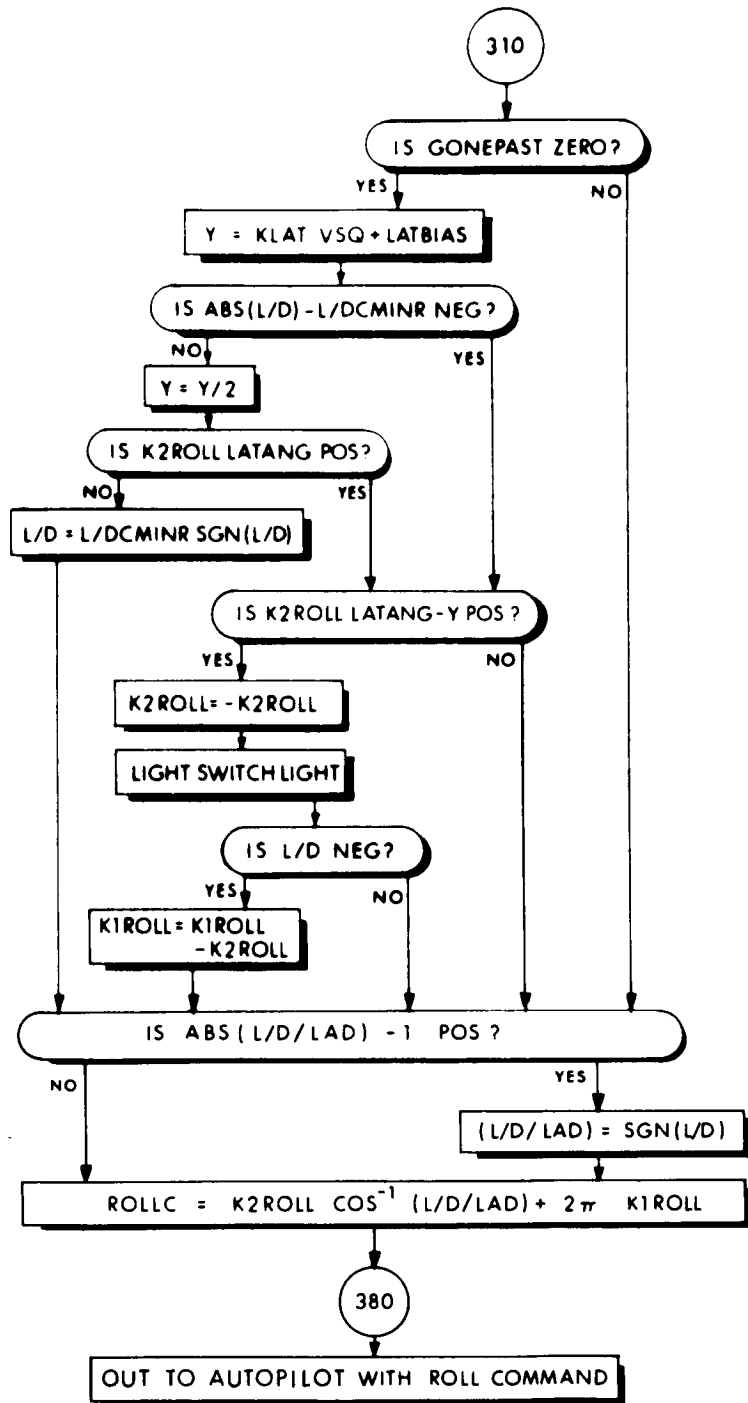 310
IS GONEPAST ZERO?
YES
NO
Y = KLAT VSQ + LATBIAS
IS ABS(L/D) - L/DCMINR NEG?
NO
YES
Y = Y/2
IS K2ROLL LATANG POS?
NO
YES
L/D = L/DCMINR SGN(L/D)
IS K2ROLL LATANG - Y POS ?
YES
NO
K2ROLL = - K2ROLL
LIGHT SWITCH LIGHT
IS L/D NEG?
YES
NO
K1ROLL = K1ROLL
- K2ROLL
IS ABS ( L/D / LAD ) - 1 POS ?
NO
YES
(L/D / LAD) = SGN(L/D)
ROLLC = K2ROLL COS⁻¹ (L/D / LAD) + 2π K1ROLL
380
OUT TO AUTOPILOT WITH ROLL COMMAND